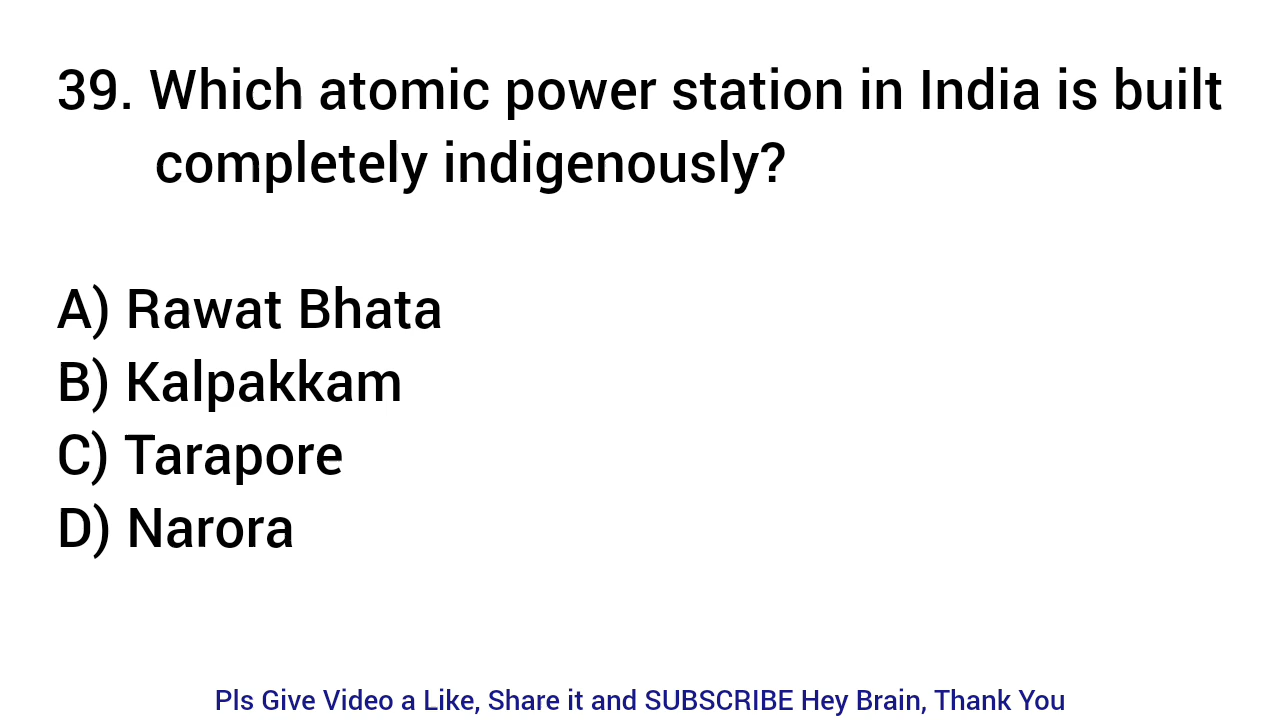 39. Which atomic power station in India is built
completely indigenously?
A) Rawat Bhata
B) Kalpakkam
C) Tarapore
D) Narora
Pls Give Video a Like, Share it and SUBSCRIBE Hey Brain, Thank You